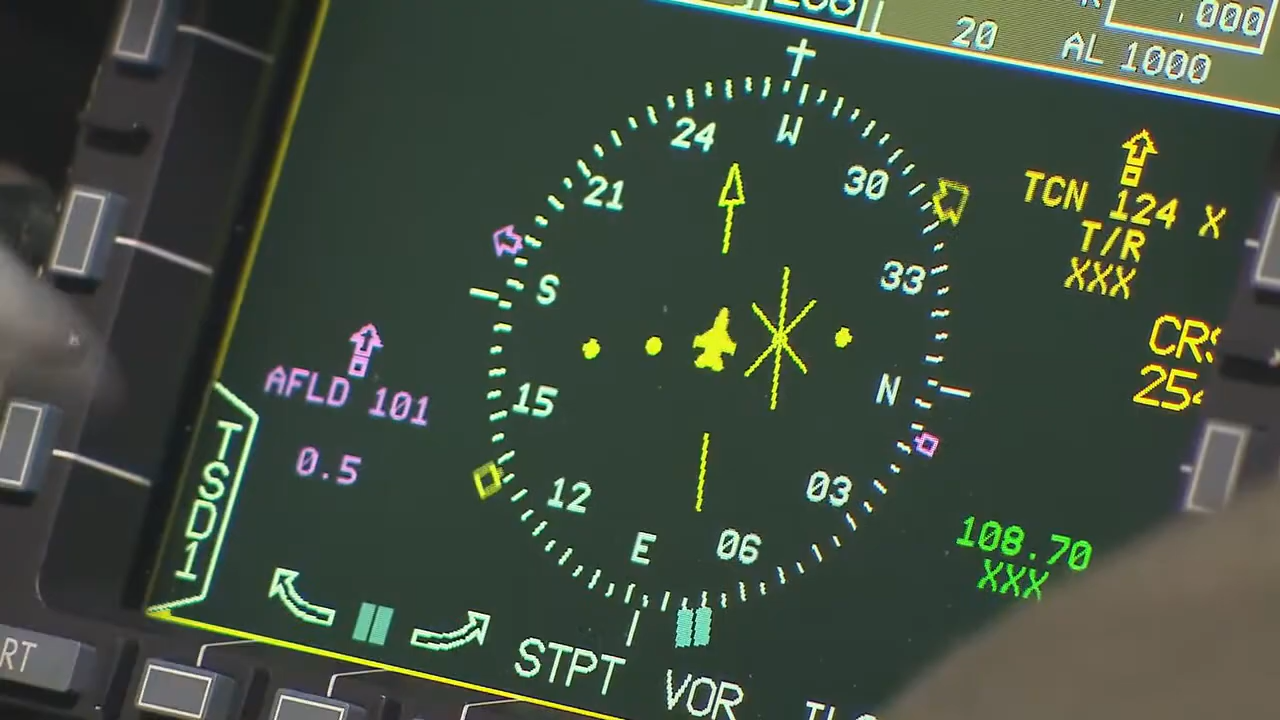 .000
20
AL 1000
24
W
30
21
33
S
N
15
03
12
06
E
TCN 124 X
T/R
XXX
AFLD 101
0.5
TSD1
108.70
XXX
STPT
VOR
RT